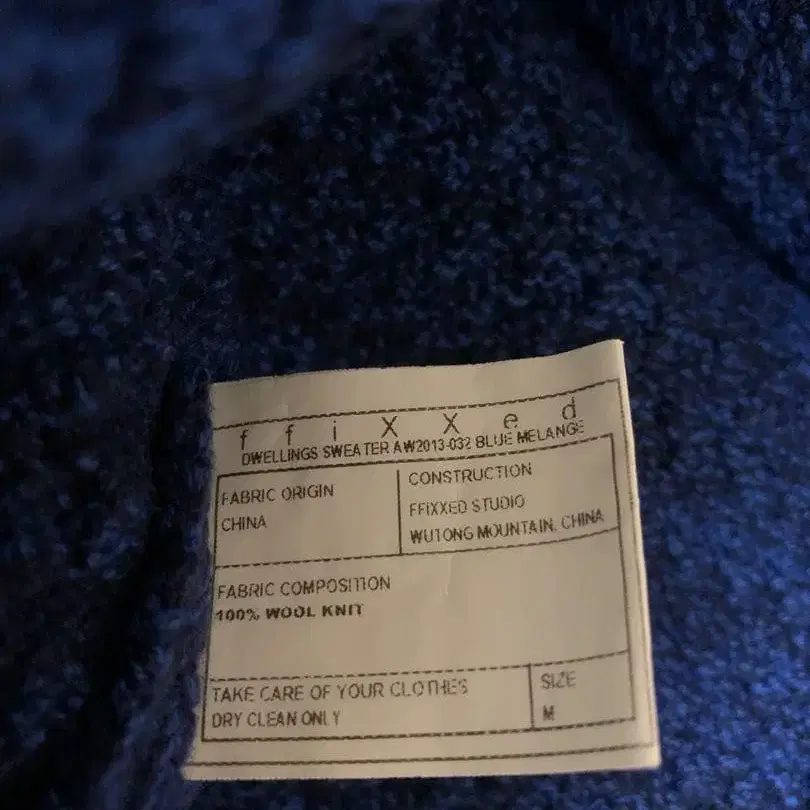 f f i X X e d
DWELLINGS SWEATER AW2013-032 BLUE MELANGE
FABRIC ORIGIN
CHINA
CONSTRUCTION
FFIXXED STUDIO
WUTONG MOUNTAIN, CHINA
FABRIC COMPOSITION
100% WOOL KNIT
TAKE CARE OF YOUR CLOTHES
DRY CLEAN ONLY
SIZE
M